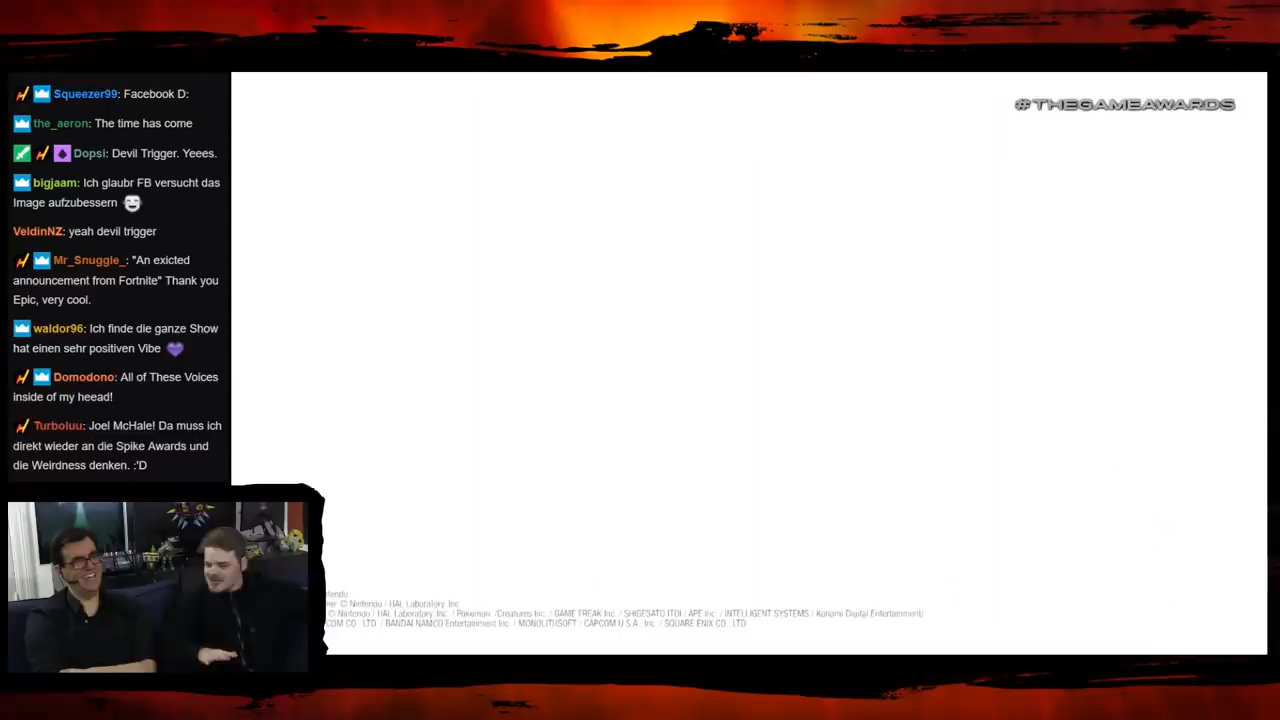 #THEGAMEAWARDS
Squeezer99: Facebook D:
the_aeron: The time has come
Dopsi: Devil Trigger. Yeees.
bigjaam: Ich glaubr FB versucht das
Image aufzubessern
VeldinNZ: yeah devil trigger
Mr_Snuggle_: "An exicted
announcement from Fortnite" Thank you
Epic, very cool.
waldor96: Ich finde die ganze Show
hat einen sehr positiven Vibe
Domodono: All of These Voices
inside of my heead!
Turboluu: Joel McHale! Da muss ich
direkt wieder an die Spike Awards und
die Weirdness denken. :'D
© Nintendo / HAL Laboratory, Inc.
© Nintendo / HAL Laboratory, Inc. / Pokémon. /Creatures Inc. / GAME FREAK Inc. / SHIGESATO ITOI / APE Inc. / INTELLIGENT SYSTEMS / Konami Digital Entertainment/
CO., LTD. / BANDAI NAMCO Entertainment Inc. / MONOLITHSOFT / CAPCOM U.S.A., Inc. / SQUARE ENIX CO., LTD.